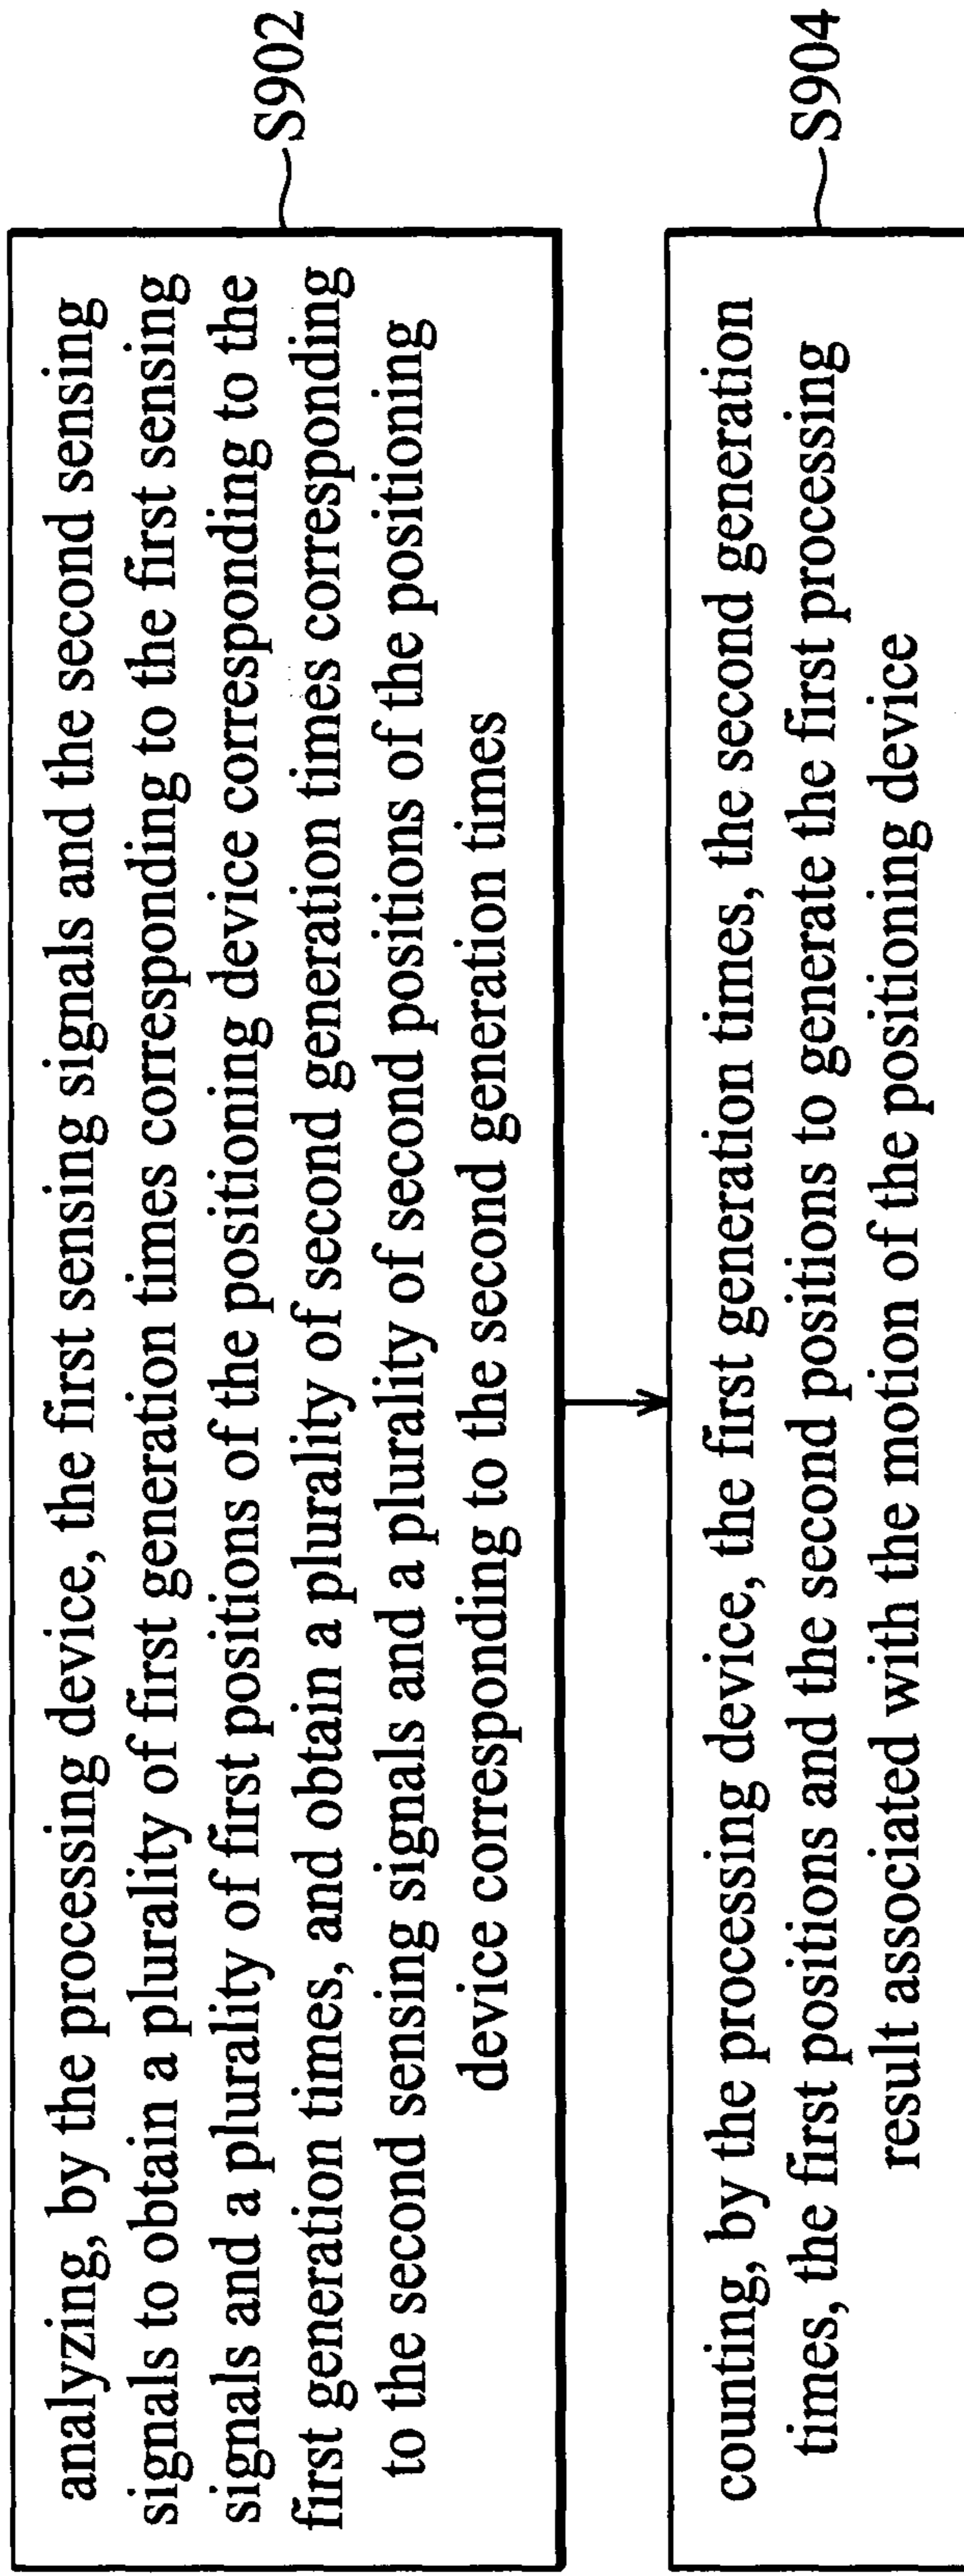 analyzing, by the processing device, the first sensing signals and the second sensing
signals to obtain a plurality of first generation times corresponding to the first sensing
signals and a plurality of first positions of the positioning device corresponding to the
first generation times, and obtain a plurality of second generation times corresponding
to the second sensing signals and a plurality of second positions of the positioning
device corresponding to the second generation times
S902
counting, by the processing device, the first generation times, the second generation
times, the first positions and the second positions to generate the first processing
result associated with the motion of the positioning device
S904